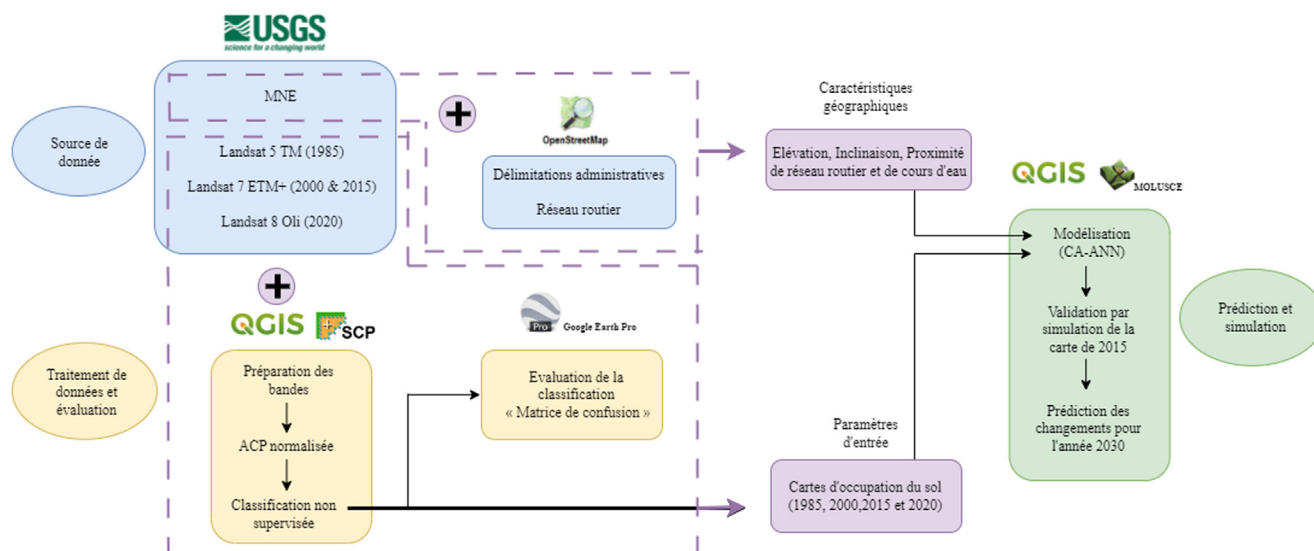 USGS
science for a changing world
MNE
Source de
donnée
Landsat 5 TM (1985)
Landsat 7 ETM+ (2000 & 2015)
Landsat 8 Oli (2020)
OpenStreetMap
Délimitations administratives
Réseau routier
Caractéristiques
géographiques
Elévation, Inclinaison, Proximité
de réseau routier et de cours d'eau
QGIS
MOLUSCE
Modélisation
(CA-ANN)
Validation par
simulation de la
carte de 2015
Prédiction des
changements pour
l'année 2030
Prédiction et
simulation
QGIS
SCP
Pro
Google Earth Pro
Traitement de
données et
évaluation
Préparation des
bandes
ACP normalisée
Classification non
supervisée
Evaluation de la
classification
« Matrice de confusion »
Paramètres
d'entrée
Cartes d'occupation du sol
(1985, 2000,2015 et 2020)